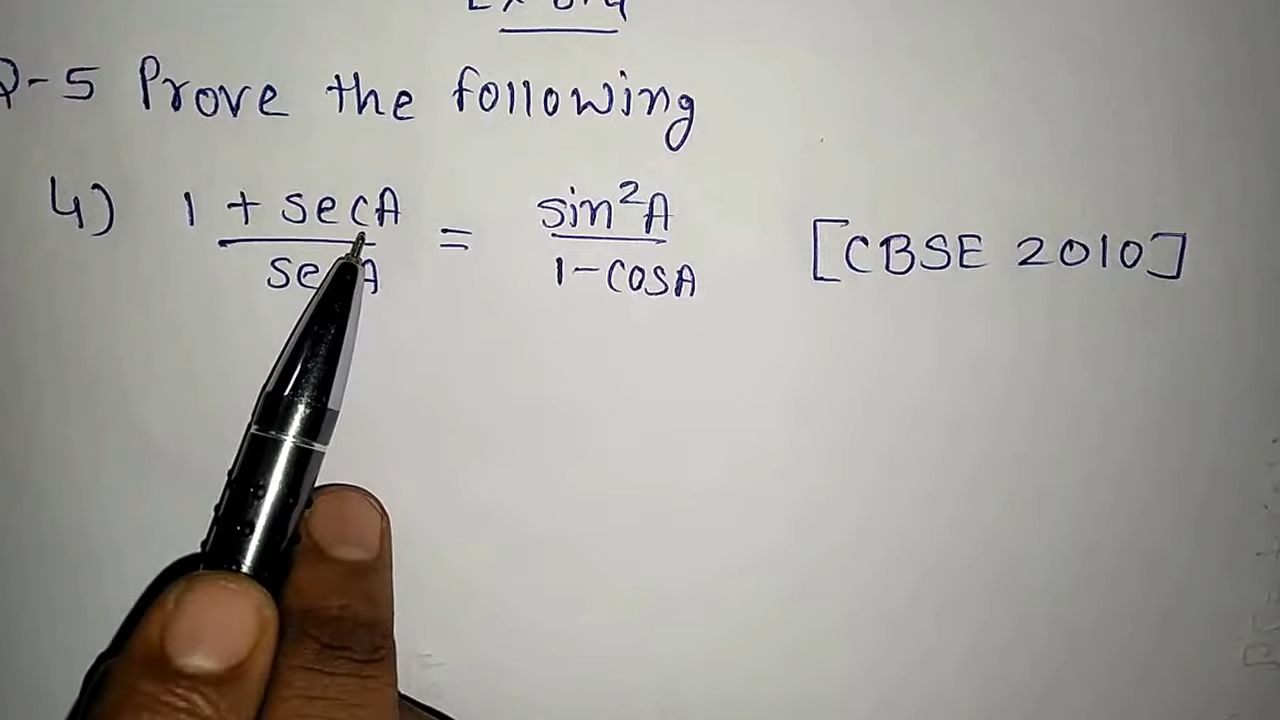 Q-5 Prove the following
4) 1 + secA / secA = sin²A / 1-cosA [CBSE 2010]